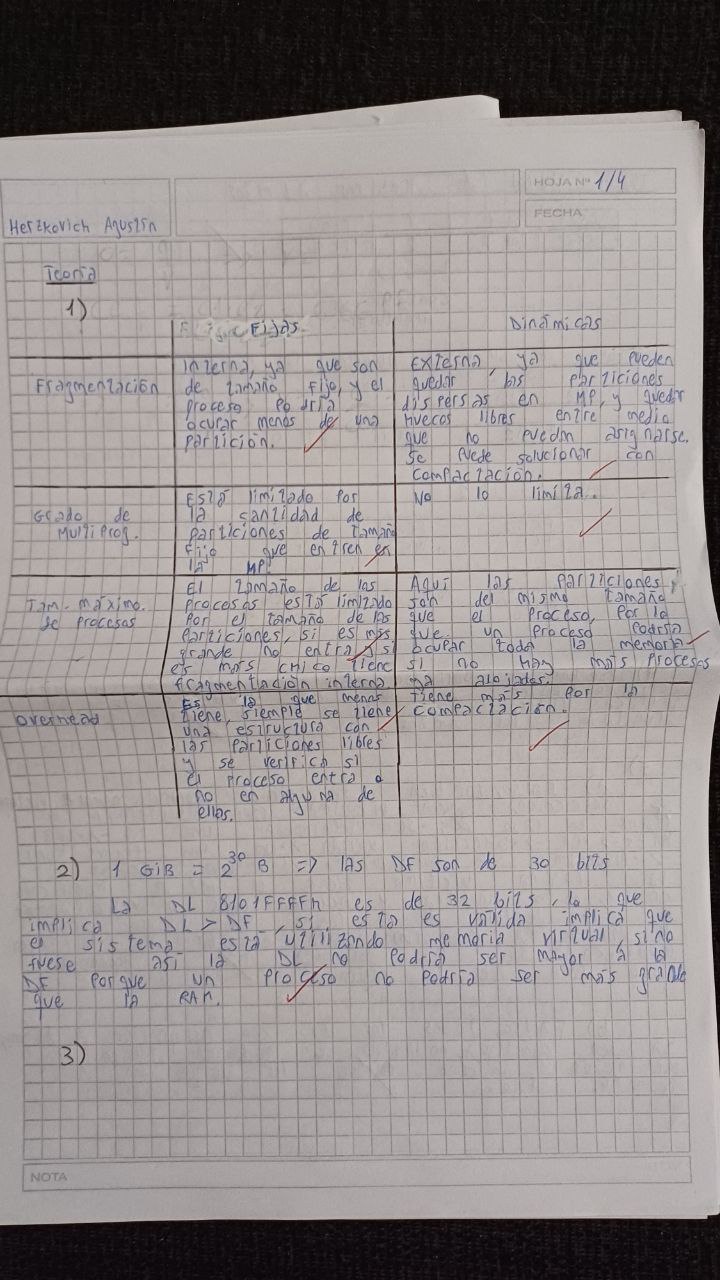 HOJA Nº 1/4
FECHA
Herzkovich Agustín
Teoría
1)
Fijas
Dinámicas
Fragmentación
Interna, ya que son
de tamaño fijo, y el
proceso podría
ocupar menos de una
partición.
Externa, ya que pueden
quedar las particiones
dispersas en MP, y quedar
huecos libres entre medio
que no puedan asignarse.
Se puede solucionar con
compactación.
Grado de
Multiprog.
Está limitado por
la cantidad de
particiones de tamaño
fijo que entren en
la MP
No lo limita.
Tam. máximo
de procesos
El tamaño de los
procesos está limitado
por el tamaño de las
particiones, si es más
grande no entra y si
es más chico tiene
fragmentación interna
Aquí las particiones
son del mismo tamaño
que el proceso, por lo
que un proceso podría
ocupar toda la memoria
si no hay más procesos
ya alojados.
Overhead
Es la que menos
tiene, siempre se tiene
una estructura con
las particiones libres
y se verifica si
el proceso entra o
no en alguna de
ellas.
tiene más por la
compactación.
2) 1 GiB = 2^30 B => las DF son de 30 bits
La DL 8101FFFFh es de 32 bits, lo que
implica DL > DF, si esta es válida implica que
el sistema está utilizando memoria virtual, si no
fuese así la DL no podría ser mayor a la
DF porque un proceso no podría ser más grande
que la RAM.
3)
NOTA